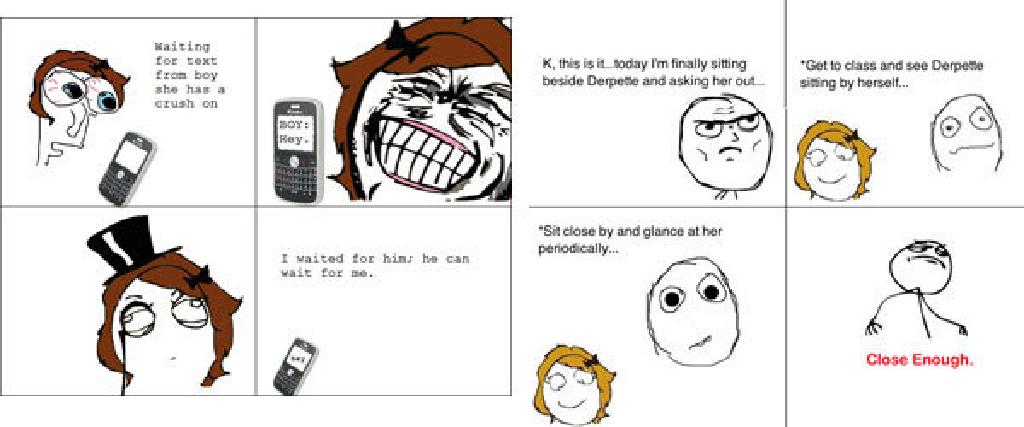 Waiting
for text
from boy
she has a
crush on
BOY:
Hey.
I waited for him; he can
wait for me.
K, this is it...today I'm finally sitting
beside Derpette and asking her out...
*Get to class and see Derpette
sitting by herself...
*Sit close by and glance at her
periodically...
Close Enough.